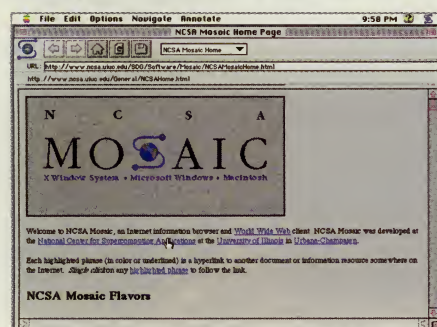 File Edit Options Navigate Annotate 9:58 PM
NCSA Mosaic Home Page
NCSA Mosaic Home
URL: http://www.ncsa.uiuc.edu/SDG/Software/Mosaic/NCSAMosaicHome.html
http://www.ncsa.uiuc.edu/General/NCSAHome.html
N C S A
MOSAIC
X Window System • Microsoft Windows • Macintosh
Welcome to NCSA Mosaic, an Internet information browser and World Wide Web client. NCSA Mosaic was developed at
the National Center for Supercomputing Applications at the University of Illinois in Urbana-Champaign.
Each highlighted phrase (in color or underlined) is a hyperlink to another document or information resource somewhere on
the Internet. Single click on any highlighted phrase to follow the link.
NCSA Mosaic Flavors